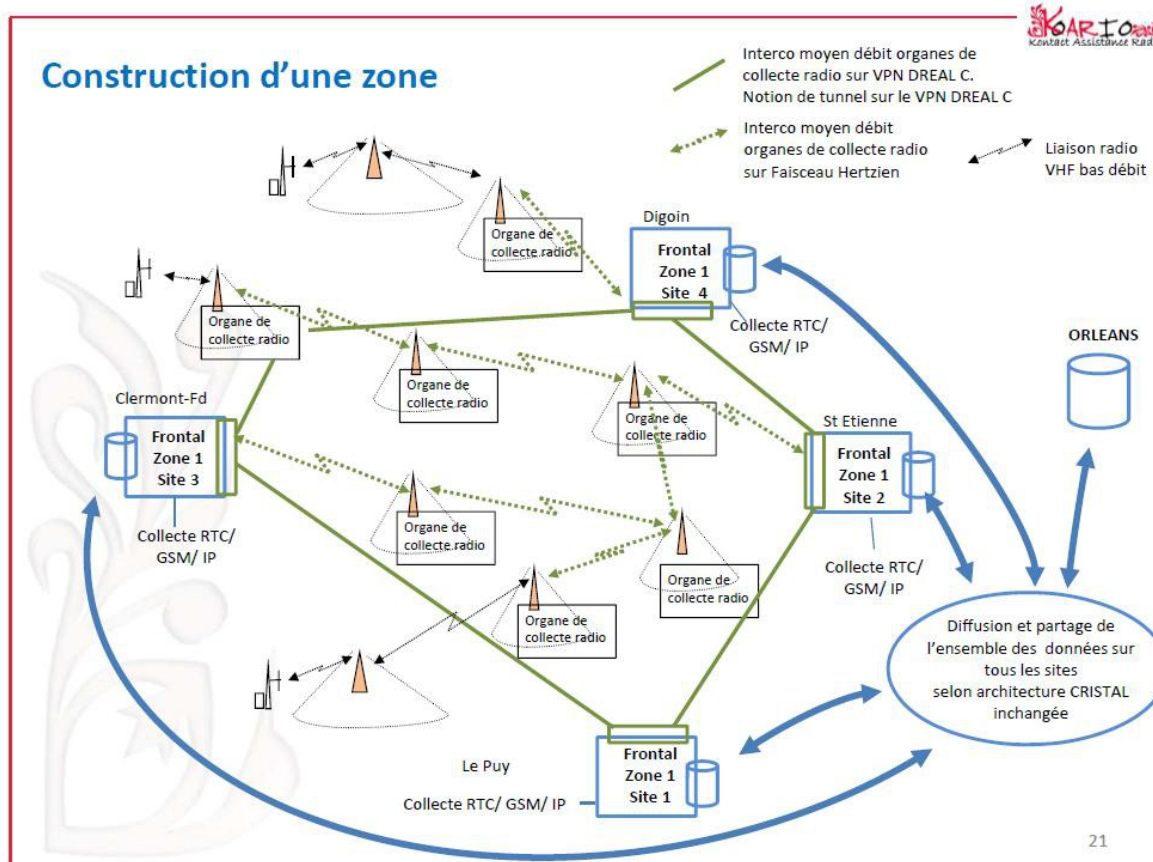 KOARIO
Kontact Assistance Rad
Construction d'une zone
Interco moyen débit organes de
collecte radio sur VPN DREAL C.
Notion de tunnel sur le VPN DREAL C
Interco moyen débit
organes de collecte radio
sur Faisceau Hertzien
Liaison radio
VHF bas débit
Organe de
collecte radio
Digoin
Frontal
Zone 1
Site 4
Collecte RTC/
GSM/ IP
Organe de
collecte radio
Organe de
collecte radio
Organe de
collecte radio
ORLEANS
Clermont-Fd
Frontal
Zone 1
Site 3
Collecte RTC/
GSM/ IP
St Etienne
Frontal
Zone 1
Site 2
Collecte RTC/
GSM/ IP
Organe de
collecte radio
Organe de
collecte radio
Organe de
collecte radio
Diffusion et partage de
l'ensemble des données sur
tous les sites
selon architecture CRISTAL
inchangée
Le Puy
Collecte RTC/ GSM/ IP
Frontal
Zone 1
Site 1
21